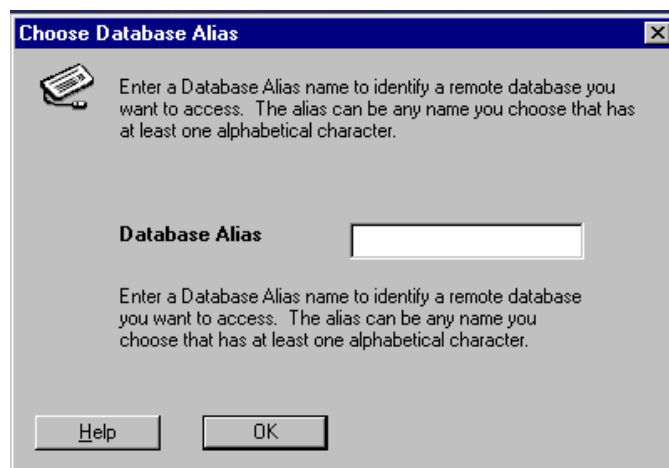 Choose Database Alias
Enter a Database Alias name to identify a remote database you
want to access.  The alias can be any name you choose that has
at least one alphabetical character.
Database Alias
Enter a Database Alias name to identify a remote database
you want to access.  The alias can be any name you
choose that has at least one alphabetical character.
Help OK